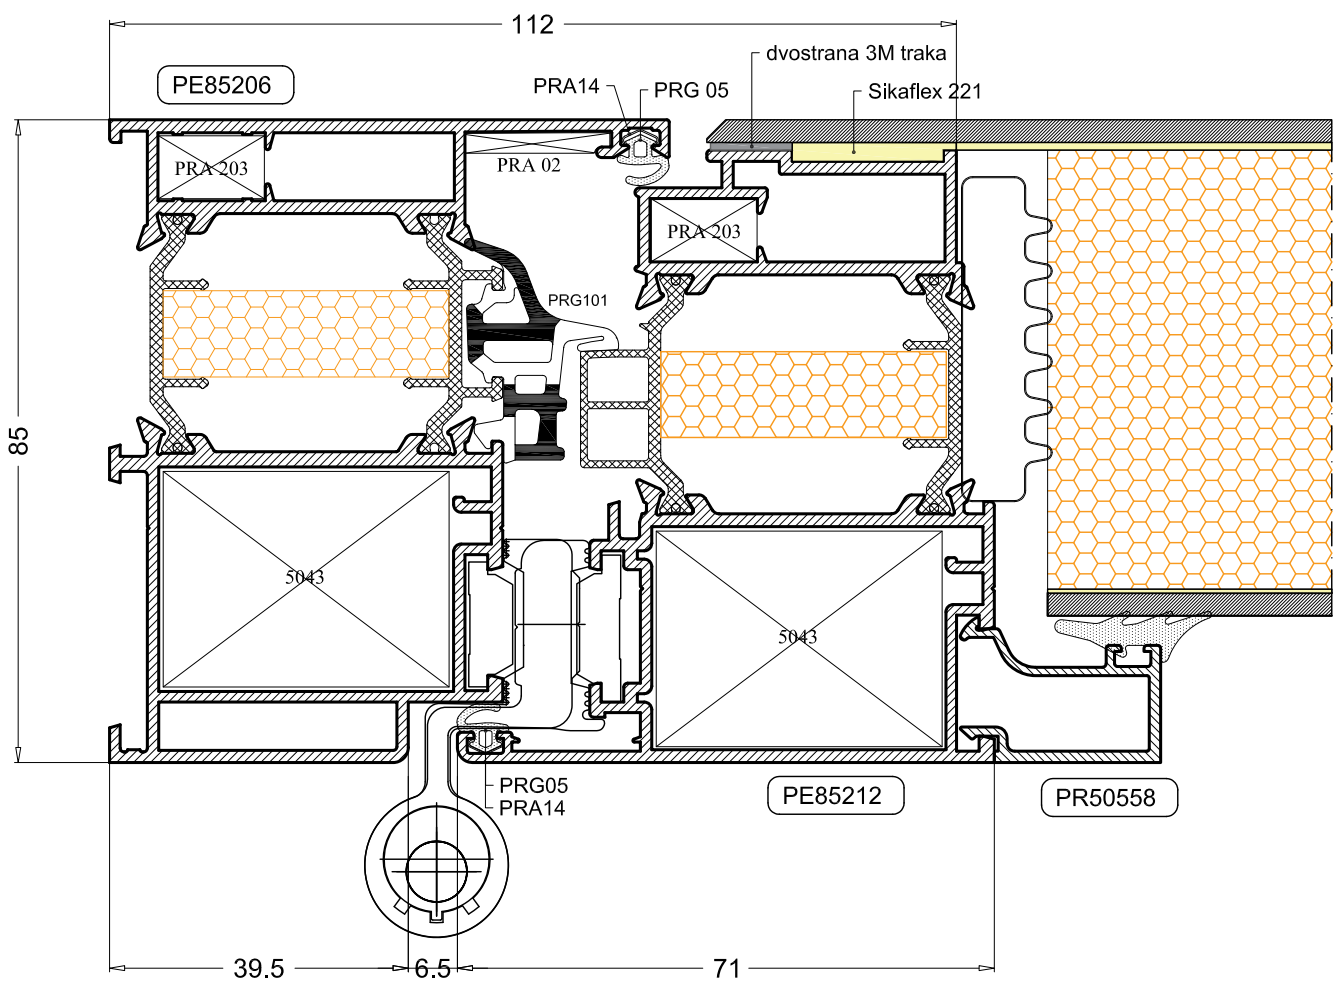 112
dvostrana 3M traka
PE85206
PRA14
PRG 05
Sikaflex 221
PRA 203
PRA 02
PRA 203
PRG101
85
5043
5043
PRG05
PRA14
PE85212
PR50558
39.5
6.5
71